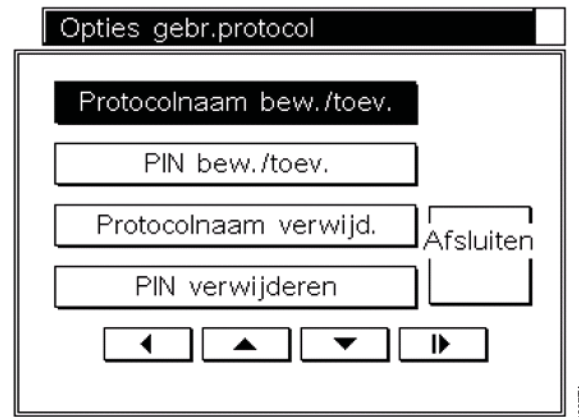 Opties gebr.protocol
Protocolnaam bew./toev.
PIN bew./toev.
Protocolnaam verwijd.
Afsluiten
PIN verwijderen